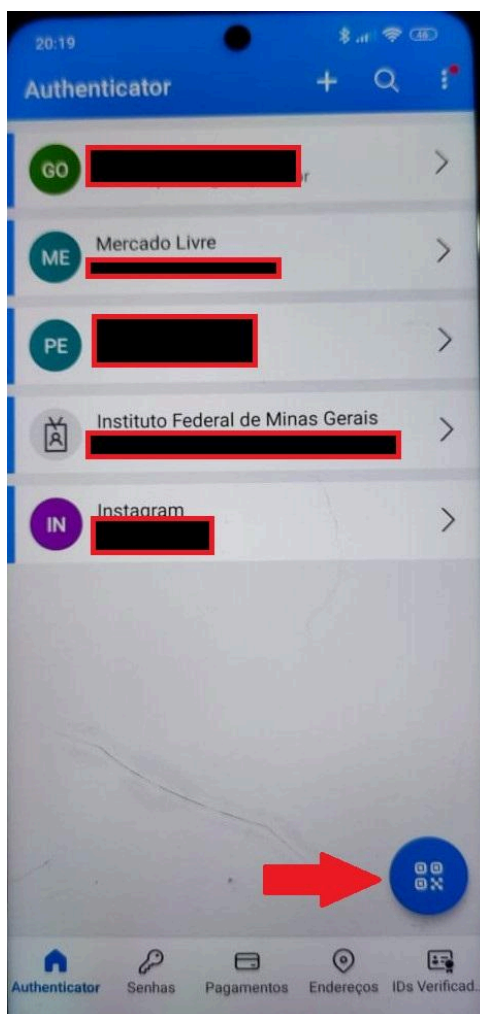 20:19
46
Authenticator
GO
ME
Mercado Livre
PE
Instituto Federal de Minas Gerais
IN
Instagram
Authenticator
Senhas
Pagamentos
Endereços
IDs Verificad..